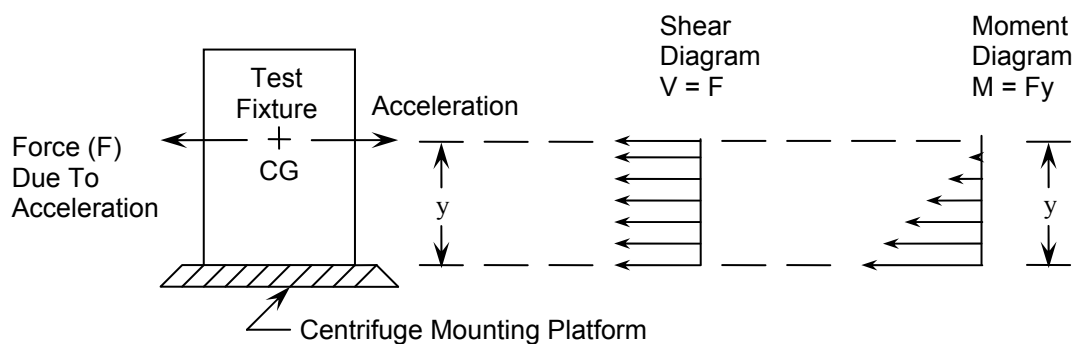 Shear
Diagram
V = F
Moment
Diagram
M = Fy
Test
Fixture
CG
Acceleration
Force (F)
Due To
Acceleration
y
y
Centrifuge Mounting Platform